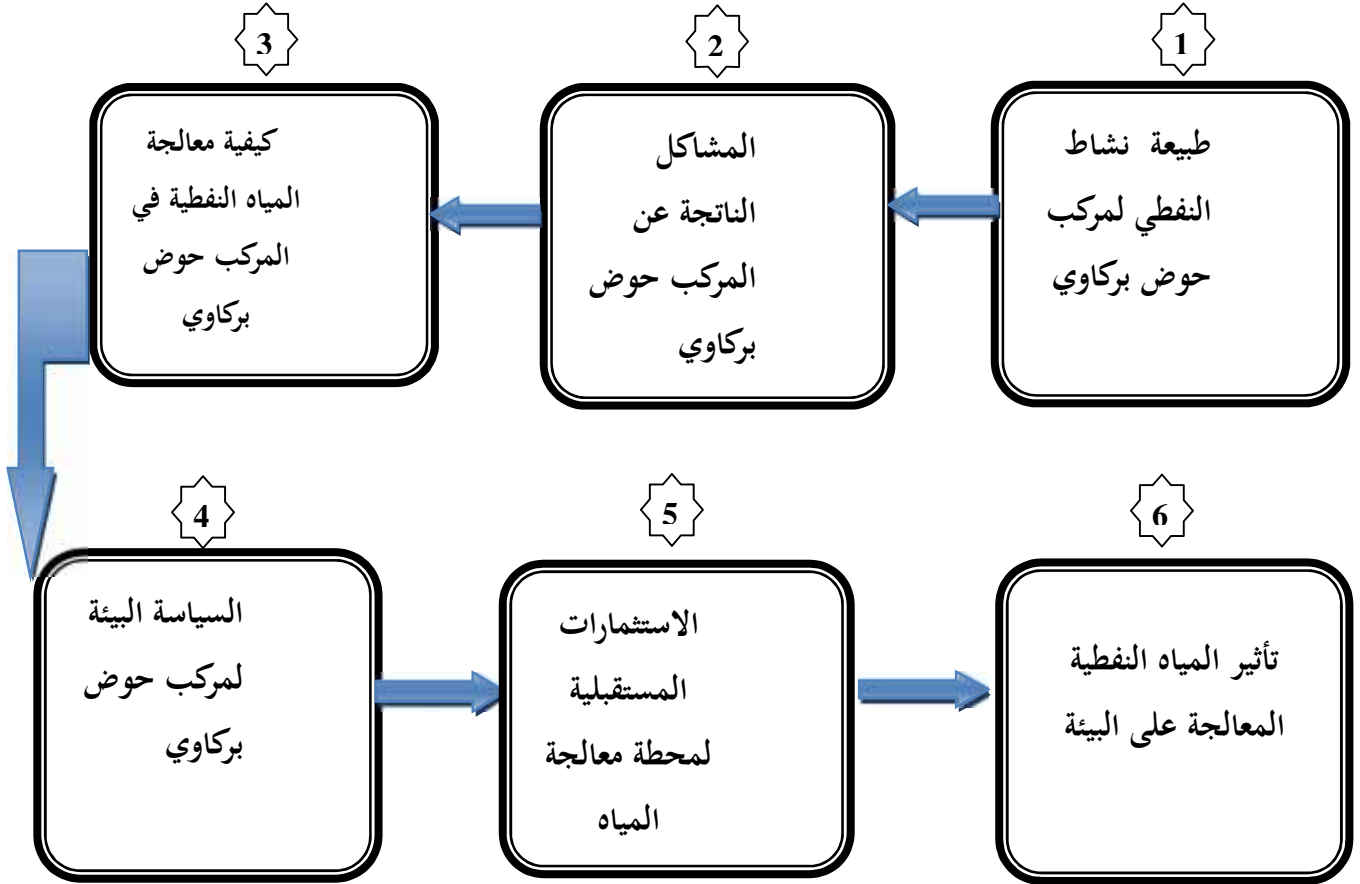 1
طبيعة نشاط
النفطي لمركب
حوض بركاوي
2
المشاكل
الناتجة عن
المركب حوض
بركاوي
3
كيفية معالجة
المياه النفطية في
المركب حوض
بركاوي
4
السياسة البيئة
لمركب حوض
بركاوي
5
الاستثمارات
المستقبلية
لمحطة معالجة
المياه
6
تأثير المياه النفطية
المعالجة على البيئة